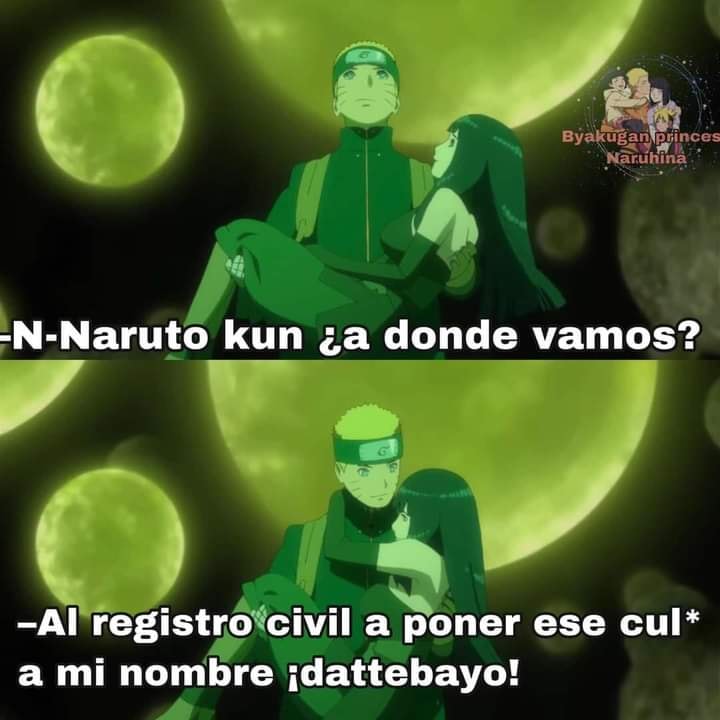 Byakugan princes
Naruhina
-N-Naruto kun ¿a donde vamos?
–Al registro civil a poner ese cul*
a mi nombre ¡dattebayo!